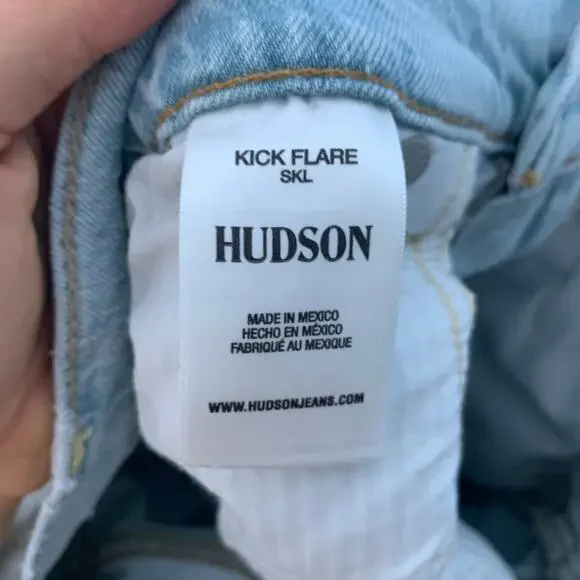 KICK FLARE
SKL
HUDSON
MADE IN MEXICO
HECHO EN MÉXICO
FABRIQUÉ AU MEXIQUE
WWW.HUDSONJEANS.COM